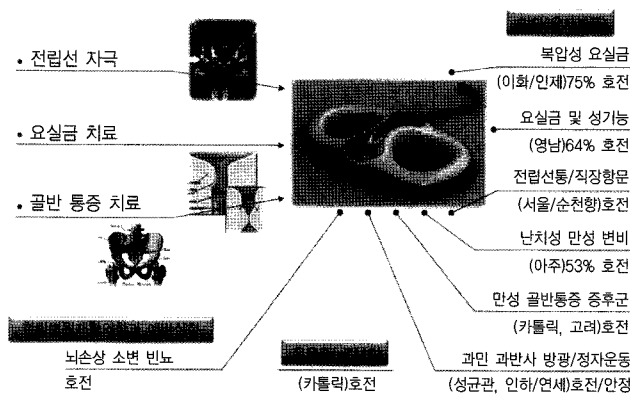 • 전립선 자극
• 요실금 치료
• 골반 통증 치료
복압성 요실금
(이화/인제)75% 호전
요실금 및 성기능
(영남)64% 호전
전립선통/직장항문
(서울/순천향)호전
난치성 만성 변비
(아주)53% 호전
만성 골반통증 증후군
(카톨릭, 고려)호전
과민 과반사 방광/정자운동
(성균관, 인하/연세)호전/안정
뇌손상 소변 빈뇨
호전
(카톨릭)호전